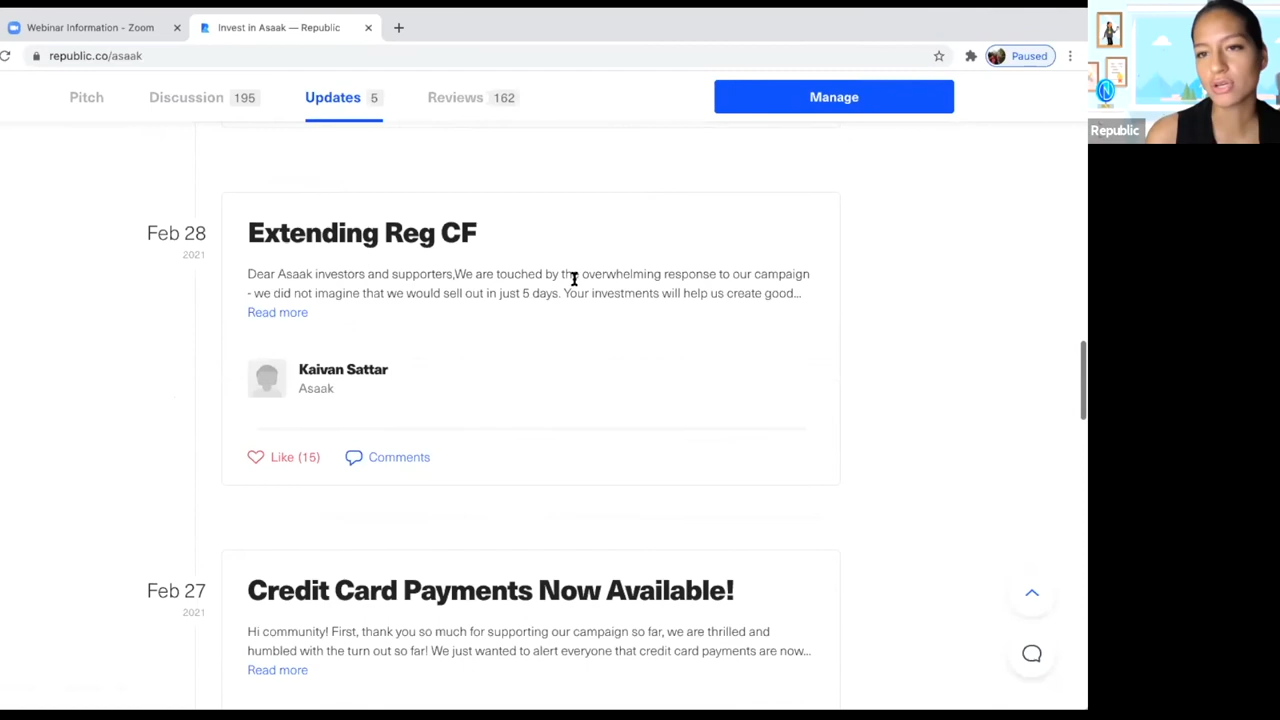 Webinar Information - Zoom
Invest in Asaak — Republic
republic.co/asaak
Paused
Pitch
Discussion 195
Updates 5
Reviews 162
Manage
Republic
Feb 28
2021
Extending Reg CF
Dear Asaak investors and supporters,We are touched by the overwhelming response to our campaign
- we did not imagine that we would sell out in just 5 days. Your investments will help us create good...
Read more
Kaivan Sattar
Asaak
Like (15)
Comments
Feb 27
2021
Credit Card Payments Now Available!
Hi community! First, thank you so much for supporting our campaign so far, we are thrilled and
humbled with the turn out so far! We just wanted to alert everyone that credit card payments are now...
Read more